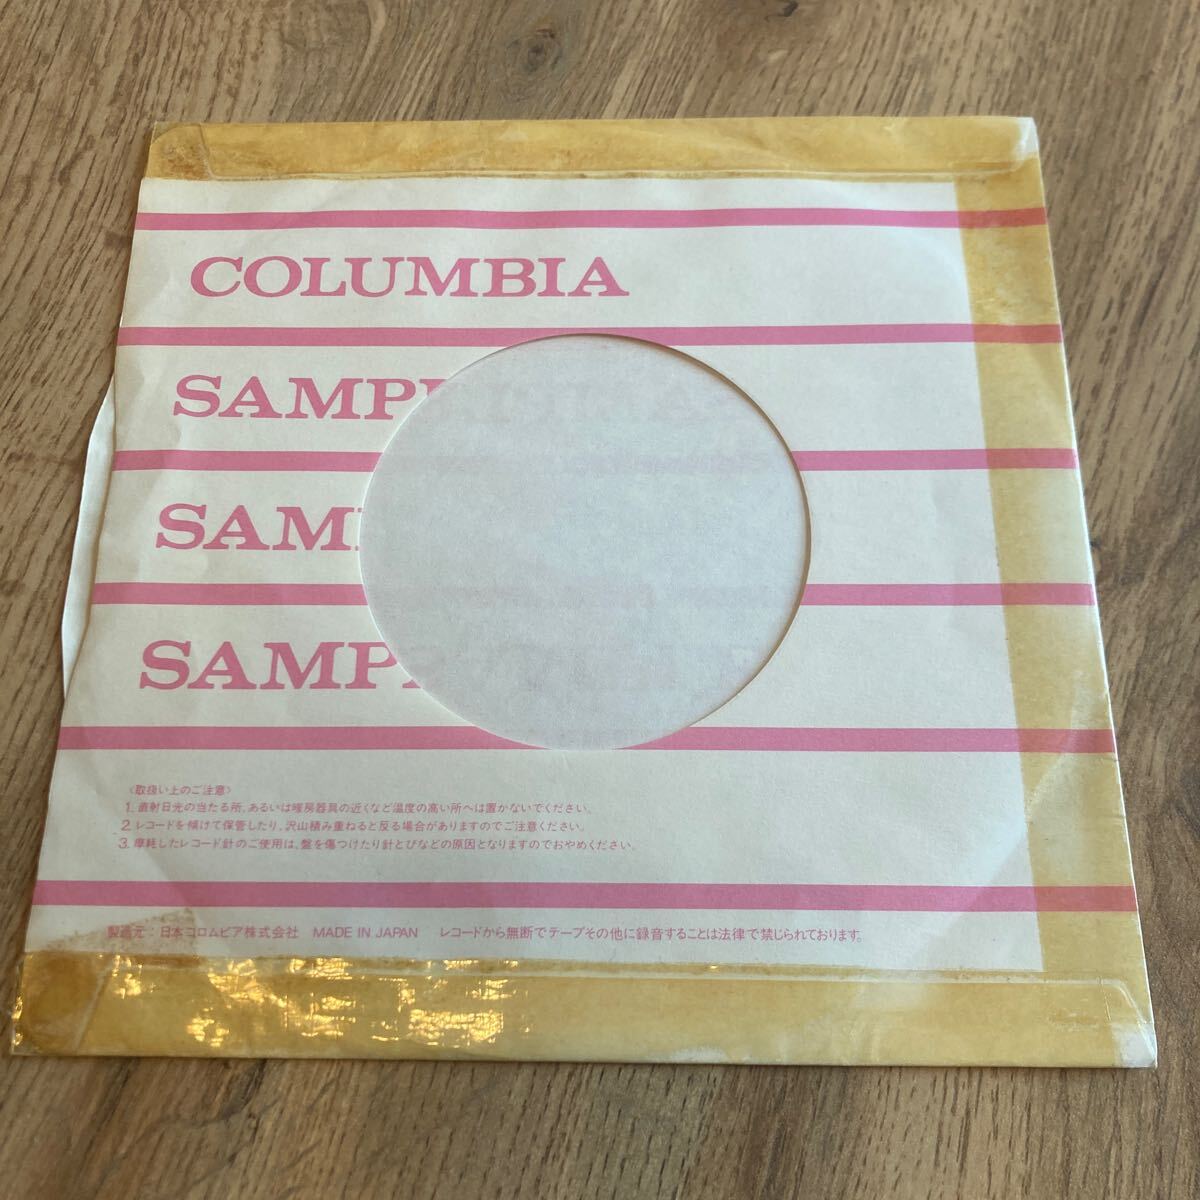 COLUMBIA
SAMP
SAM
SAMP
〈取扱い上のご注意〉
1. 直射日光の当たる所、あるいは暖房器具の近くなど温度の高い所へは置かないでください。
2. レコードを傾けて保管したり、沢山積み重ねると反る場合がありますのでご注意ください。
3. 摩耗したレコード針のご使用は、盤を傷つけたり針とびなどの原因となりますのでおやめください。
製造元：日本コロムビア株式会社 MADE IN JAPAN レコードから無断でテープその他に録音することは法律で禁じられております。